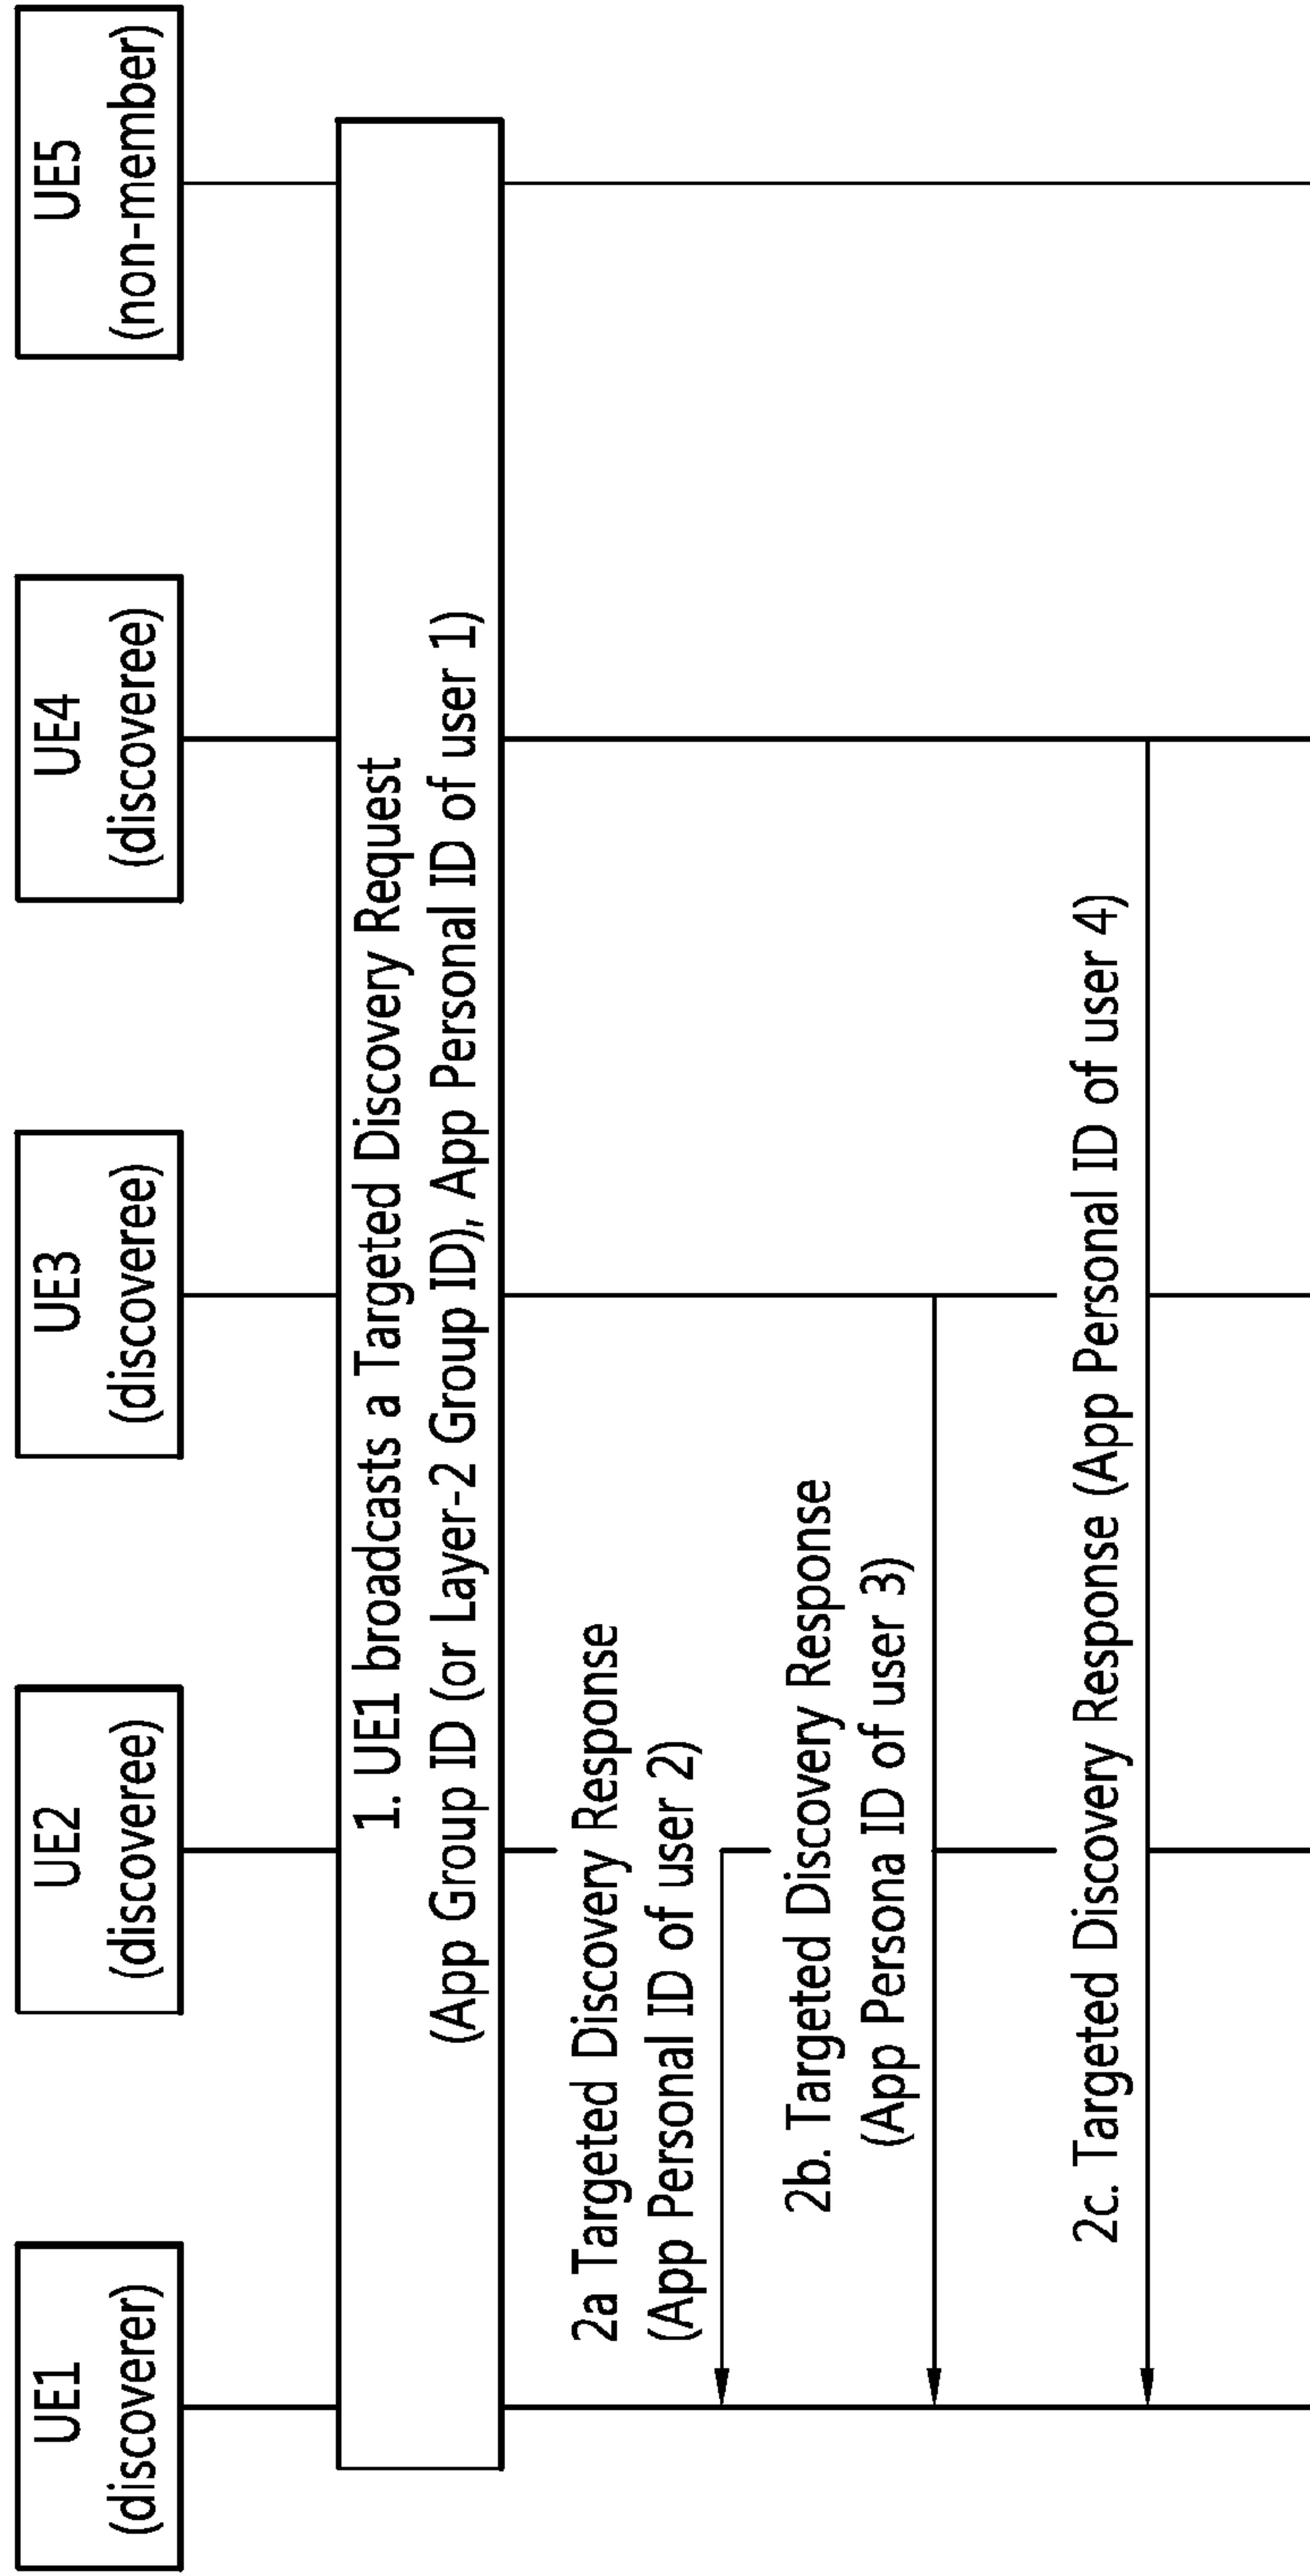 UE1
(discoverer)
UE2
(discoveree)
UE3
(discoveree)
UE4
(discoveree)
UE5
(non-member)
1. UE1 broadcasts a Targeted Discovery Request
(App Group ID (or Layer-2 Group ID), App Personal ID of user 1)
2a Targeted Discovery Response
(App Personal ID of user 2)
2b. Targeted Discovery Response
(App Persona ID of user 3)
2c. Targeted Discovery Response (App Personal ID of user 4)